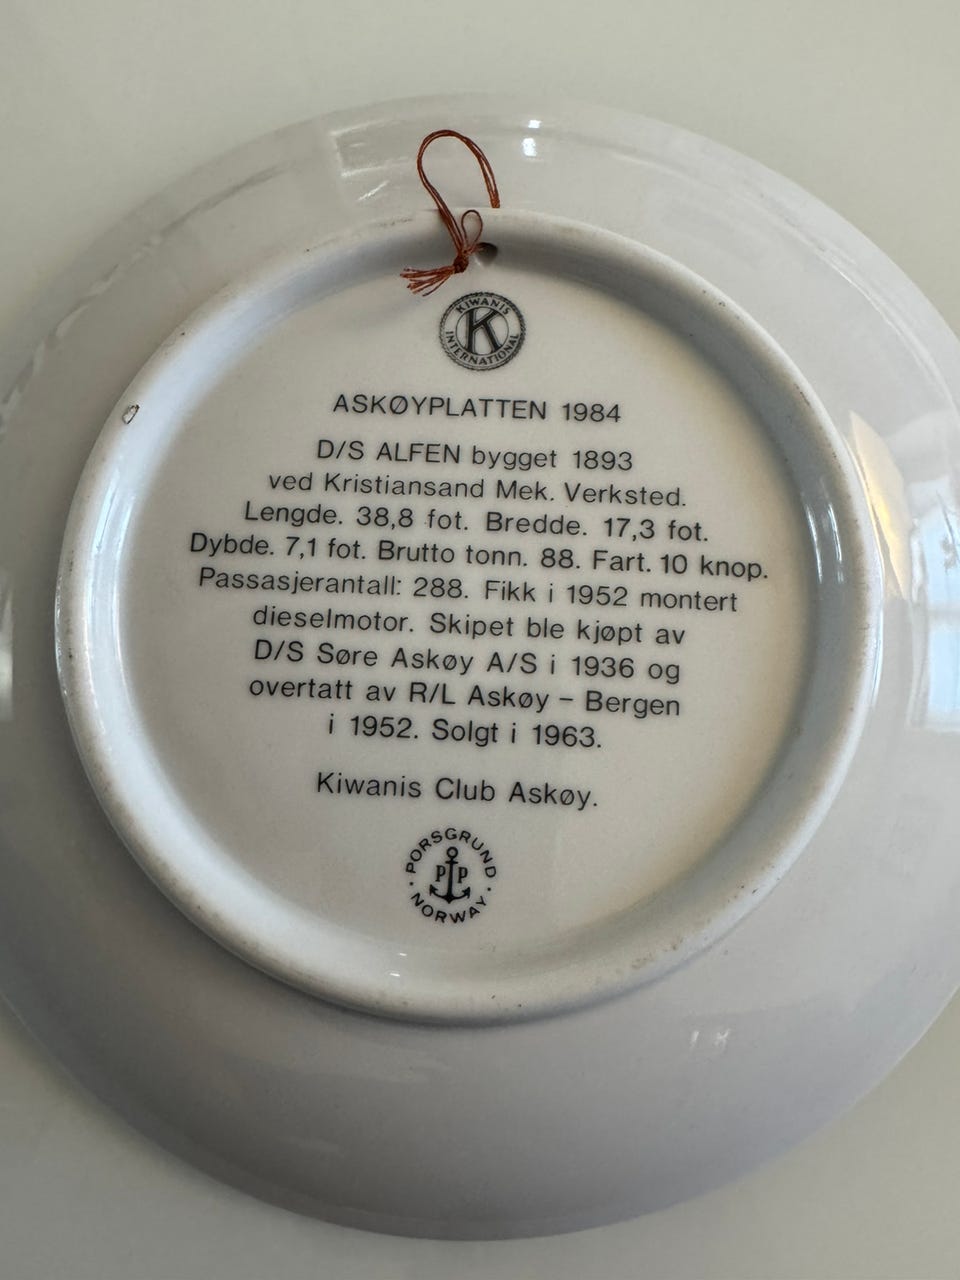 KIWANIS
K
INTERNATIONAL
ASKØYPLATTEN 1984
D/S ALFEN bygget 1893
ved Kristiansand Mek. Verksted.
Lengde. 38,8 fot. Bredde. 17,3 fot.
Dybde. 7,1 fot. Brutto tonn. 88. Fart. 10 knop.
Passasjerantall: 288. Fikk i 1952 montert
dieselmotor. Skipet ble kjøpt av
D/S Søre Askøy A/S i 1936 og
overtatt av R/L Askøy – Bergen
i 1952. Solgt i 1963.
Kiwanis Club Askøy.
PORSGRUND
P P
NORWAY